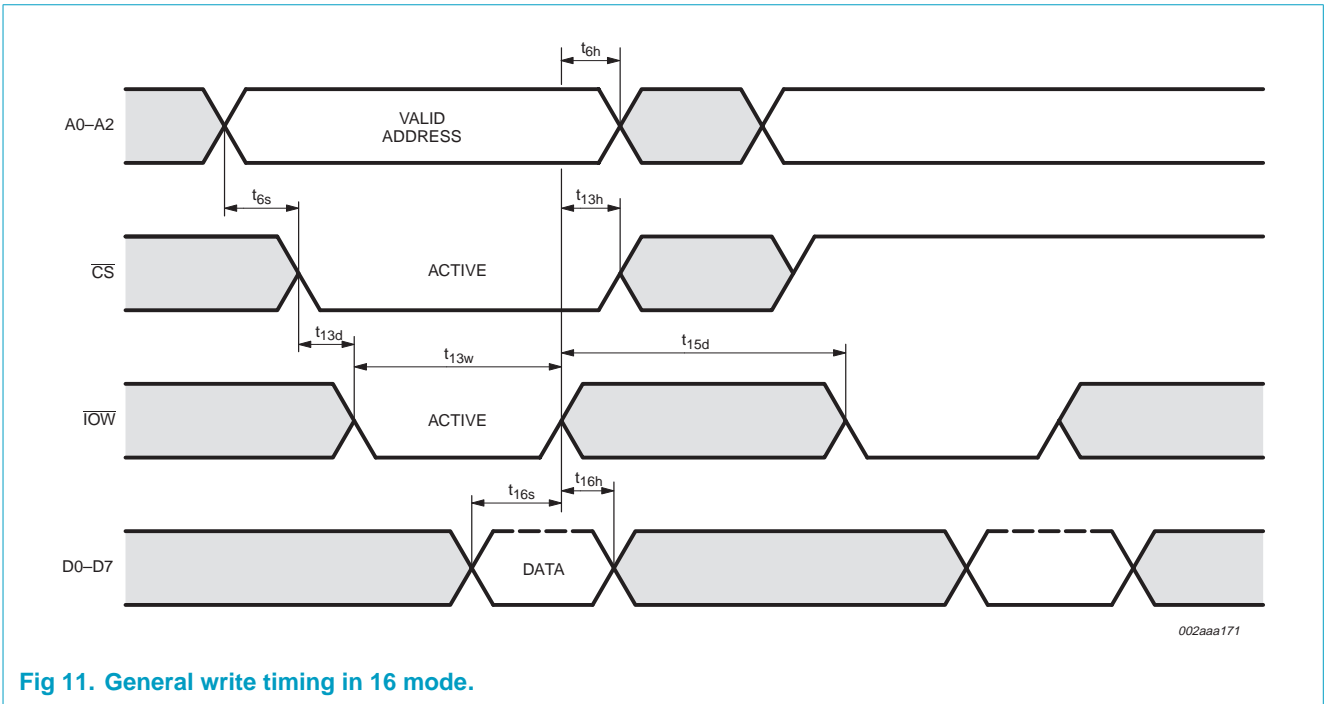 t6h
A0–A2
VALID
ADDRESS
t6s
t13h
CS
ACTIVE
t13d
t13w
t15d
IOW
ACTIVE
t16s
t16h
D0–D7
DATA
002aaa171
Fig 11. General write timing in 16 mode.